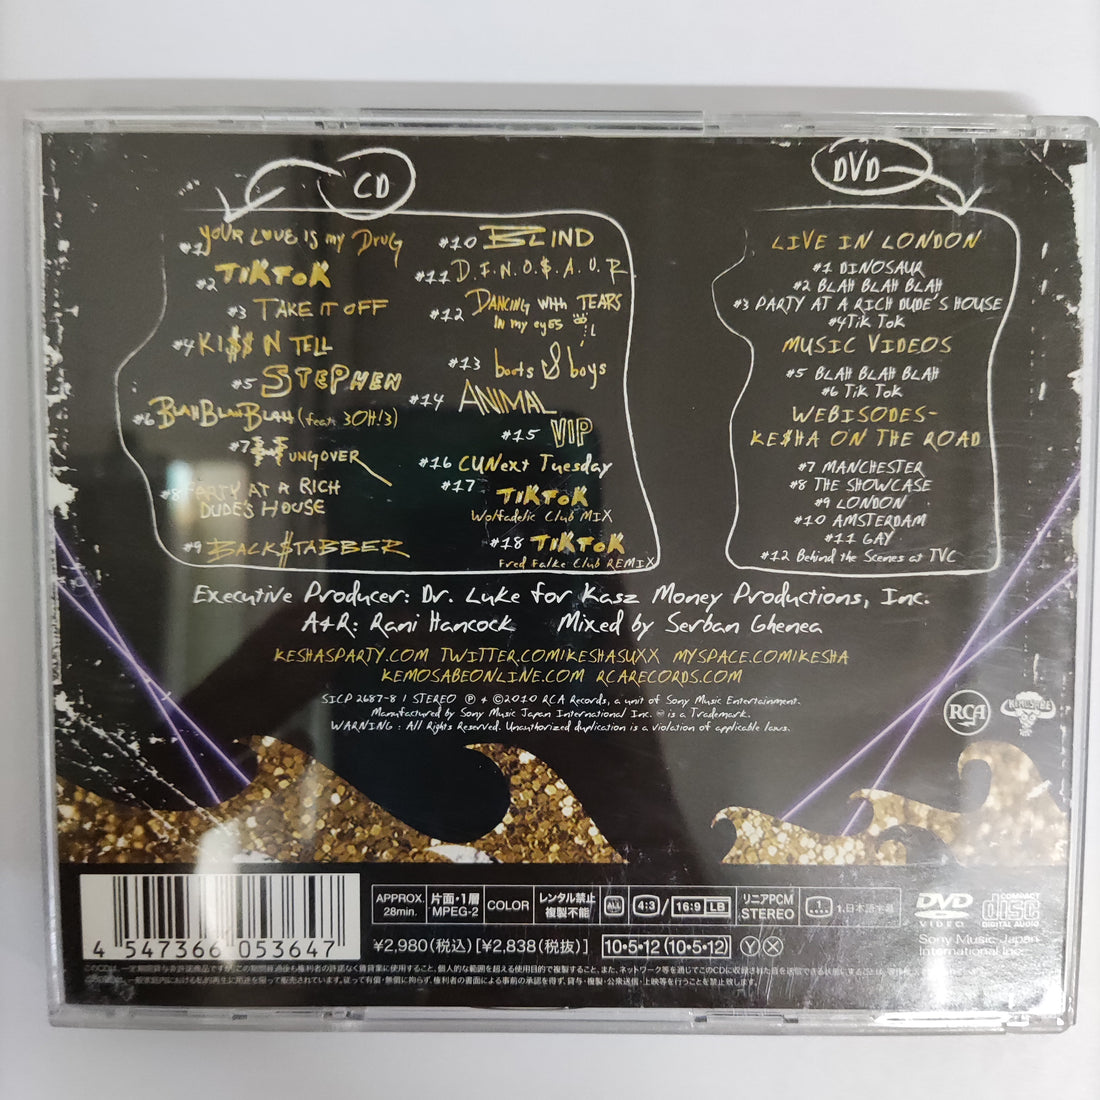 CD
#1 YOUR LOVE IS my DRUG
#2 TiKToK
#3 TAKE IT OFF
#4 KI$$ N TELL
#5 STEPHEN
#6 BLAH BLAH BLAH (feat. 3OH!3)
#7 HUNGOVER
#8 PARTY AT A RICH
DUDE'S HOUSE
#9 BACK$TABBER
#10 BLIND
#11 D.I.N.O.$.A.U.R.
#12 DANCING WITH TEARS
IN my eyes
#13 boots & boys
#14 ANIMAL
#15 VIP
#16 CUNext Tuesday
#17 TiKToK
Wolfadelic Club MIX
#18 TiKToK
Fred Falke Club REMIX
DVD
LIVE IN LONDON
#1 DINOSAUR
#2 BLAH BLAH BLAH
#3 PARTY AT A RICH DUDE'S HOUSE
#4 Tik Tok
MUSIC VIDEOS
#5 BLAH BLAH BLAH
#6 Tik Tok
WEBISODES-
KE$HA ON THE ROAD
#7 MANCHESTER
#8 THE SHOWCASE
#9 LONDON
#10 AMSTERDAM
#11 GAY
#12 Behind the Scenes at TVC
Executive Producer: Dr. Luke for Kasz Money Productions, Inc.
A+R: Rani Hancock Mixed by Serban Ghenea
KESHASPARTY.COM TWITTER.COM/KESHASUXX MYSPACE.COM/KESHA
KEMOSABEONLINE.COM RCARECORDS.COM
SICP 2687-8 / STEREO Ⓟ + ©2010 RCA Records, a unit of Sony Music Entertainment.
Manufactured by Sony Music Japan International Inc. is a Trademark.
WARNING : All Rights Reserved. Unauthorized duplication is a violation of applicable laws.
RCA
KEMOSABE
4 547366 053647
APPROX. 28min.
片面・1層 MPEG-2
COLOR
レンタル禁止 複製不能
ALL
4:3 / 16:9 LB
リニアPCM STEREO
1.日本語字幕
DVD VIDEO
COMPACT disc DIGITAL AUDIO
¥2,980(税込)[¥2,838(税抜)] 10・5・12 (10・5・12) Ⓨ Ⓧ
Sony Music Japan International Inc.